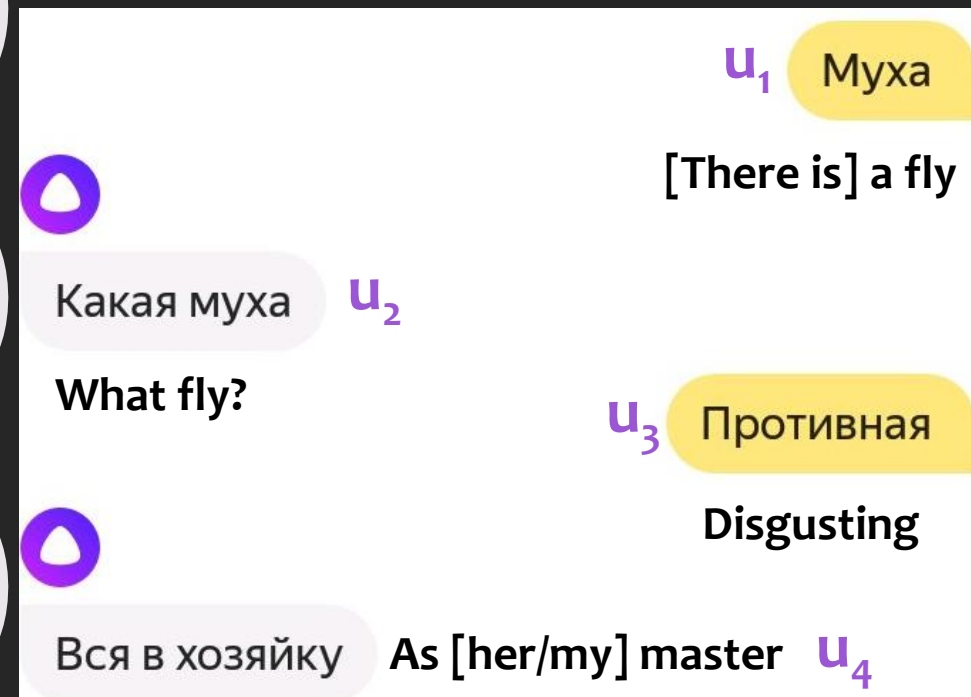 u₁ Муха
[There is] a fly
Какая муха u₂
What fly?
u₃ Противная
Disgusting
Вся в хозяйку As [her/my] master u₄